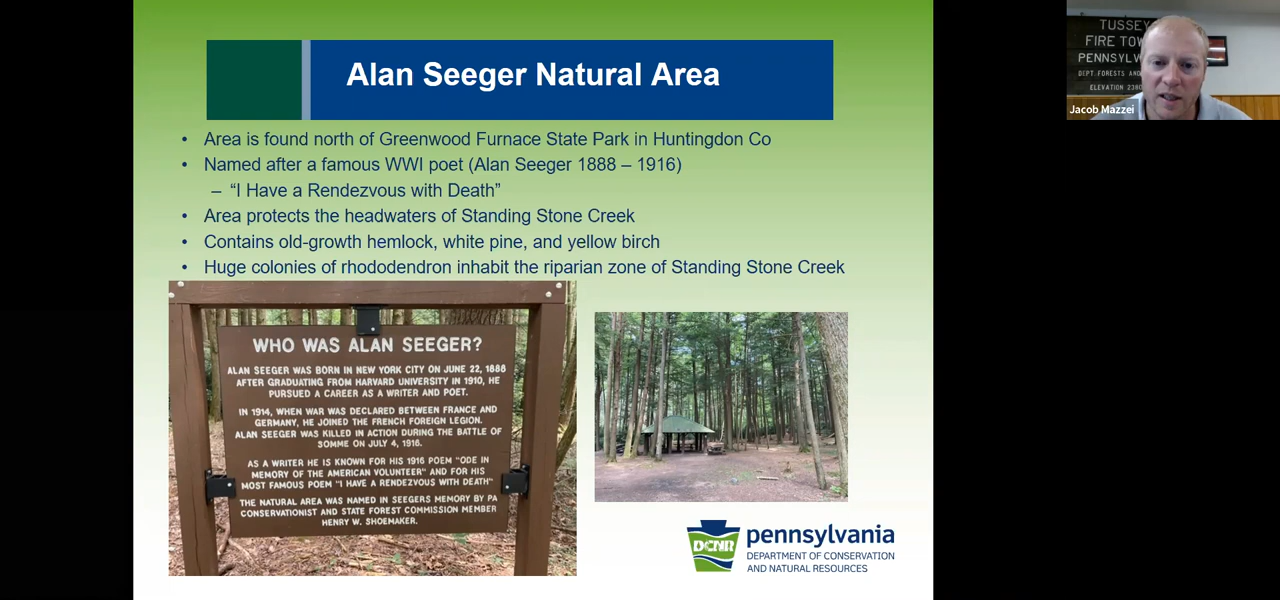 Alan Seeger Natural Area
• Area is found north of Greenwood Furnace State Park in Huntingdon Co
• Named after a famous WWI poet (Alan Seeger 1888 – 1916)
– “I Have a Rendezvous with Death”
• Area protects the headwaters of Standing Stone Creek
• Contains old-growth hemlock, white pine, and yellow birch
• Huge colonies of rhododendron inhabit the riparian zone of Standing Stone Creek
WHO WAS ALAN SEEGER?
ALAN SEEGER WAS BORN IN NEW YORK CITY ON JUNE 22, 1888
AFTER GRADUATING FROM HARVARD UNIVERSITY IN 1910, HE
PURSUED A CAREER AS A WRITER AND POET.
IN 1914, WHEN WAR WAS DECLARED BETWEEN FRANCE AND
GERMANY, HE JOINED THE FRENCH FOREIGN LEGION.
ALAN SEEGER WAS KILLED IN ACTION DURING THE BATTLE OF
SOMME ON JULY 4, 1916.
AS A WRITER HE IS KNOWN FOR HIS 1916 POEM "ODE IN
MEMORY OF THE AMERICAN VOLUNTEER" AND FOR HIS
MOST FAMOUS POEM "I HAVE A RENDEZVOUS WITH DEATH"
THE NATURAL AREA WAS NAMED IN SEEGERS MEMORY BY PA
CONSERVATIONIST AND STATE FOREST COMMISSION MEMBER
HENRY W. SHOEMAKER.
DCNR
pennsylvania
DEPARTMENT OF CONSERVATION
AND NATURAL RESOURCES
TUSSEY
FIRE TOW
PENNSYLV
DEPT FORESTS AND
ELEVATION 2380
Jacob Mazzei